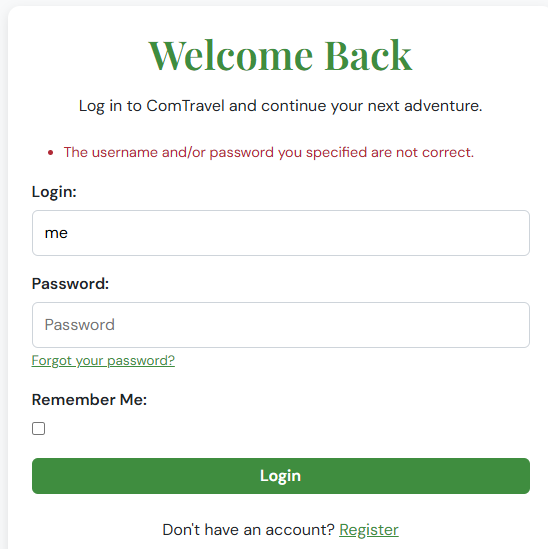 Welcome Back
Log in to ComTravel and continue your next adventure.
The username and/or password you specified are not correct.
Login:
me
Password:
Password
Forgot your password?
Remember Me:
Login
Don't have an account? Register